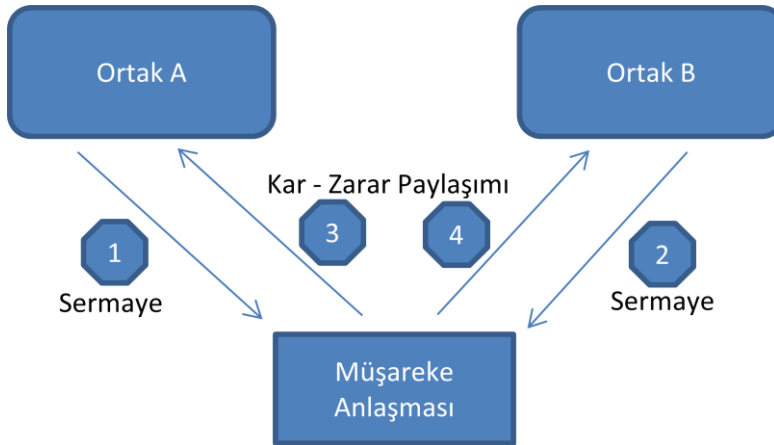 Ortak A
Ortak B
Kar - Zarar Paylaşımı
1
3
4
2
Sermaye
Sermaye
Müşareke
Anlaşması